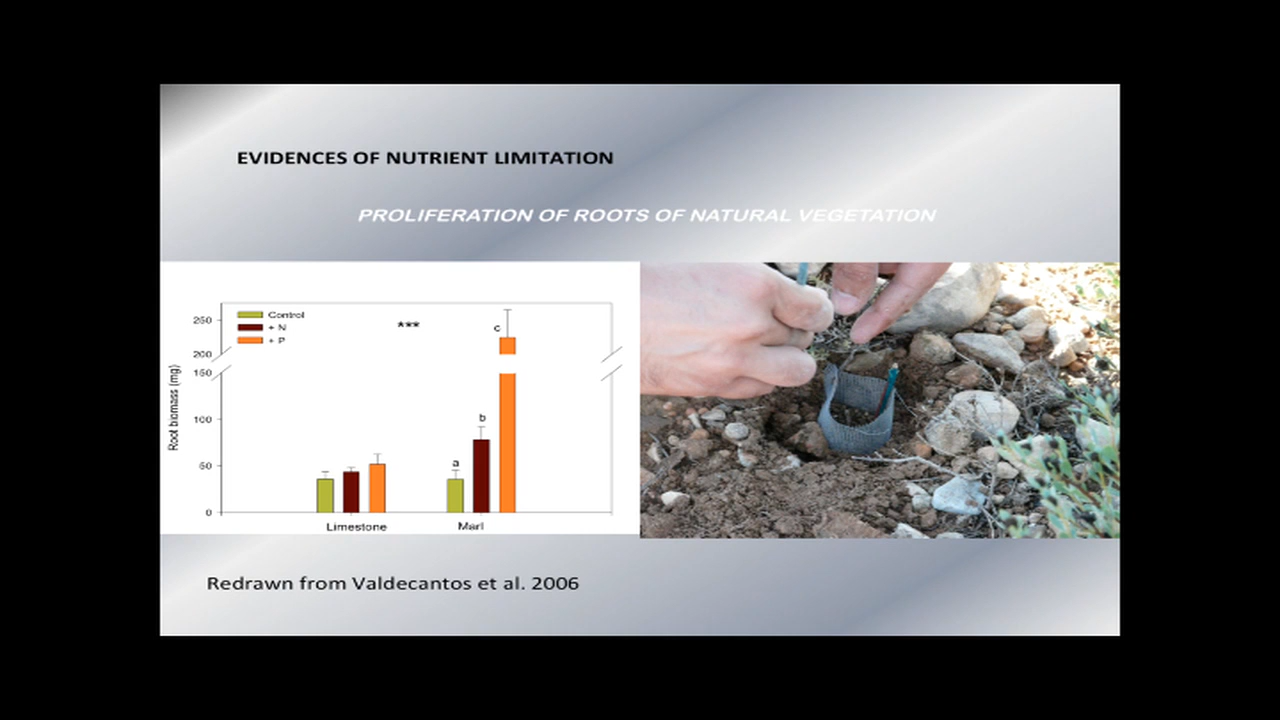 EVIDENCES OF NUTRIENT LIMITATION
PROLIFERATION OF ROOTS OF NATURAL VEGETATION
Control
+ N
+ P
***
Root biomass (mg)
250
200
150
100
50
0
a
b
c
Limestone
Marl
Redrawn from Valdecantos et al. 2006